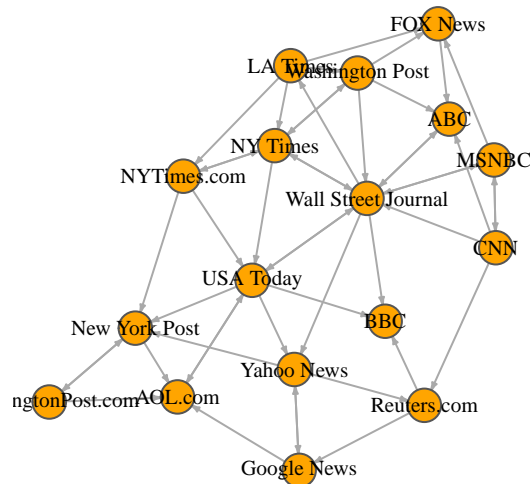 FOX News
LA Times
Washington Post
ABC
NY Times
MSNBC
NYTimes.com
Wall Street Journal
CNN
USA Today
New York Post
BBC
Yahoo News
ngtonPost.com
AOL.com
Reuters.com
Google News